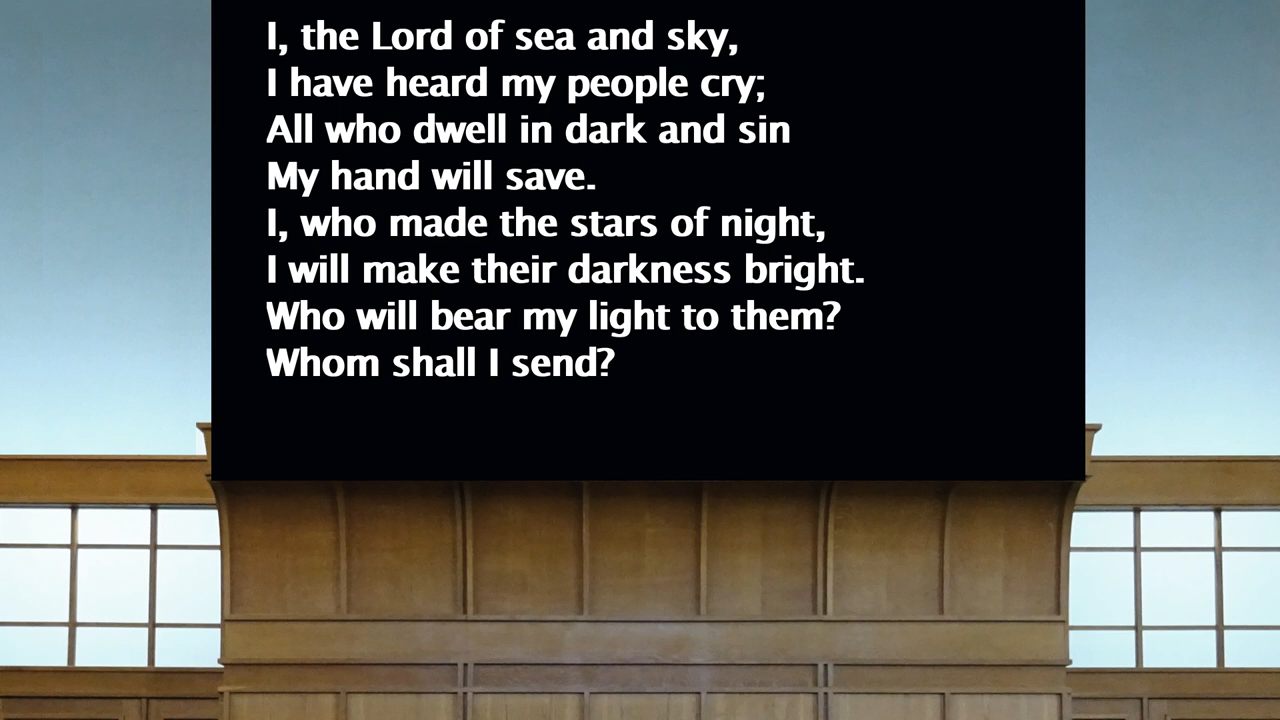 I, the Lord of sea and sky,
I have heard my people cry;
All who dwell in dark and sin
My hand will save.
I, who made the stars of night,
I will make their darkness bright.
Who will bear my light to them?
Whom shall I send?